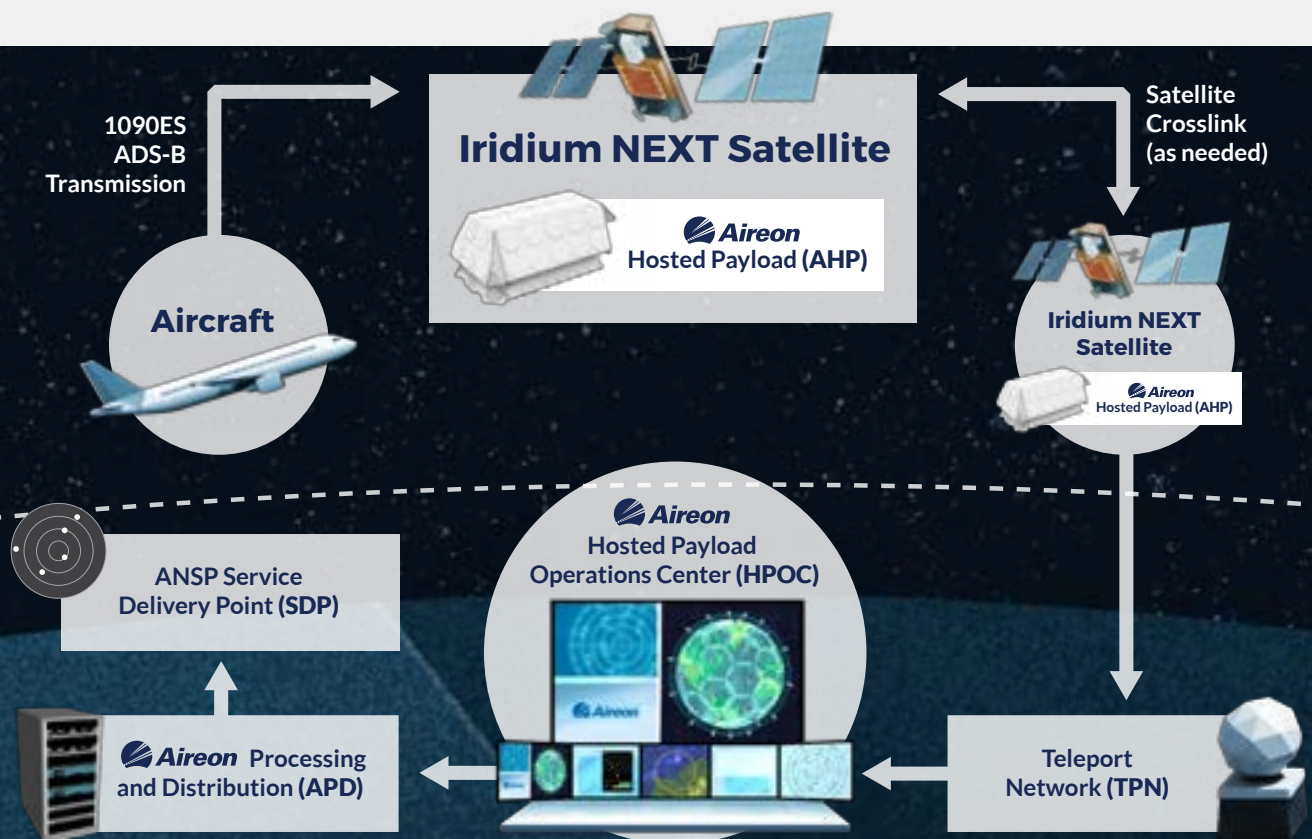 1090ES
ADS-B
Transmission
Iridium NEXT Satellite
Aireon
Hosted Payload (AHP)
Satellite
Crosslink
(as needed)
Aircraft
Iridium NEXT
Satellite
Aireon
Hosted Payload (AHP)
Aireon
Hosted Payload
Operations Center (HPOC)
Aireon
ANSP Service
Delivery Point (SDP)
Aireon Processing
and Distribution (APD)
Teleport
Network (TPN)